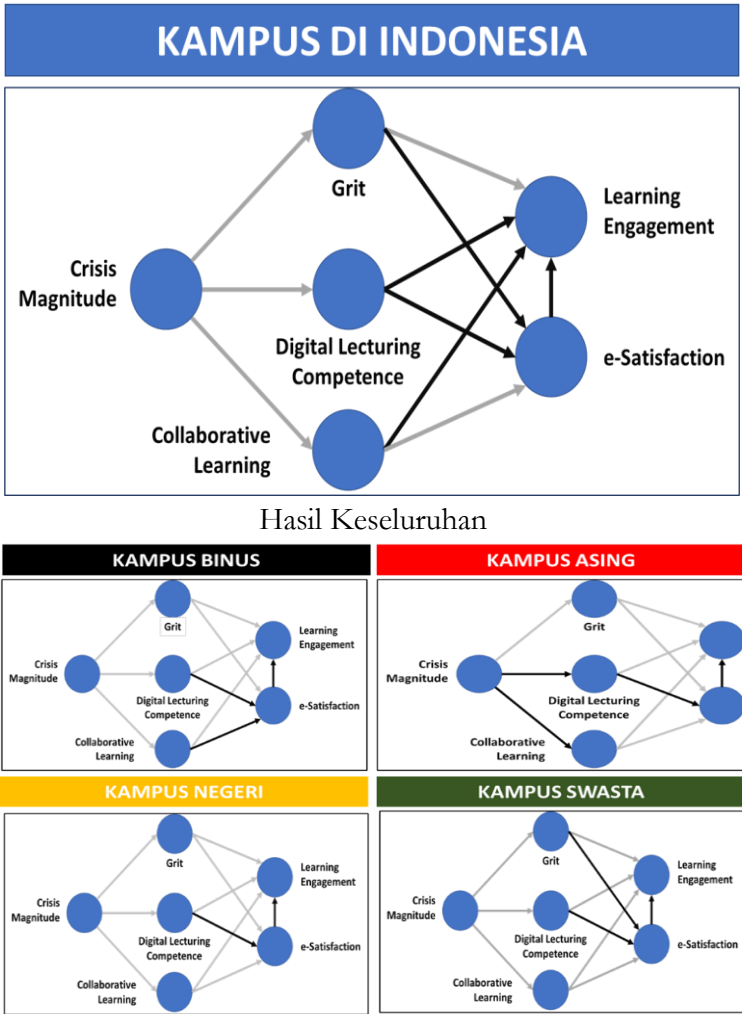 KAMPUS DI INDONESIA
Grit
Learning
Engagement
Crisis
Magnitude
Digital Lecturing
Competence
e-Satisfaction
Collaborative
Learning
Hasil Keseluruhan
KAMPUS BINUS
Grit
Learning
Engagement
Crisis
Magnitude
Digital Lecturing
Competence
e-Satisfaction
Collaborative
Learning
KAMPUS ASING
Grit
Crisis
Magnitude
Digital Lecturing
Competence
Collaborative
Learning
KAMPUS NEGERI
Grit
Learning
Engagement
Crisis
Magnitude
Digital Lecturing
Competence
e-Satisfaction
Collaborative
Learning
KAMPUS SWASTA
Grit
Learning
Engagement
Crisis
Magnitude
Digital Lecturing
Competence
e-Satisfaction
Collaborative
Learning